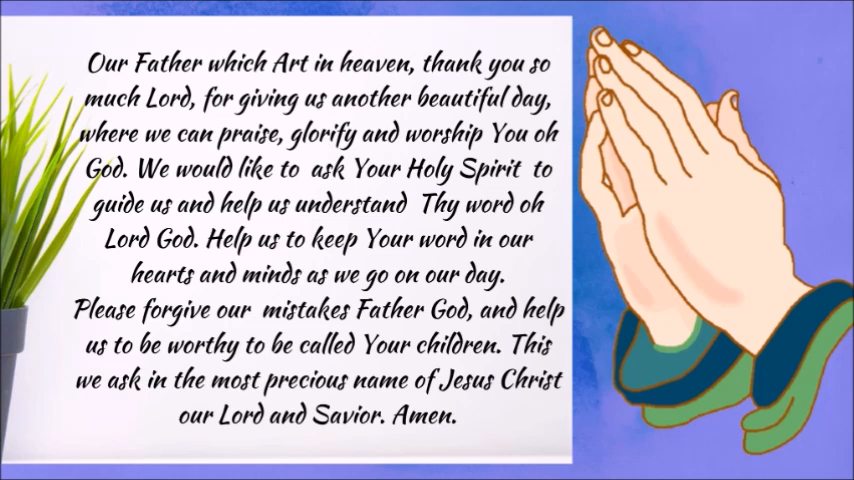 Our Father which Art in heaven, thank you so
much Lord, for giving us another beautiful day,
where we can praise, glorify and worship You oh
God. We would like to ask Your Holy Spirit to
guide us and help us understand Thy word oh
Lord God. Help us to keep Your word in our
hearts and minds as we go on our day.
Please forgive our mistakes Father God, and help
us to be worthy to be called Your children. This
we ask in the most precious name of Jesus Christ
our Lord and Savior. Amen.